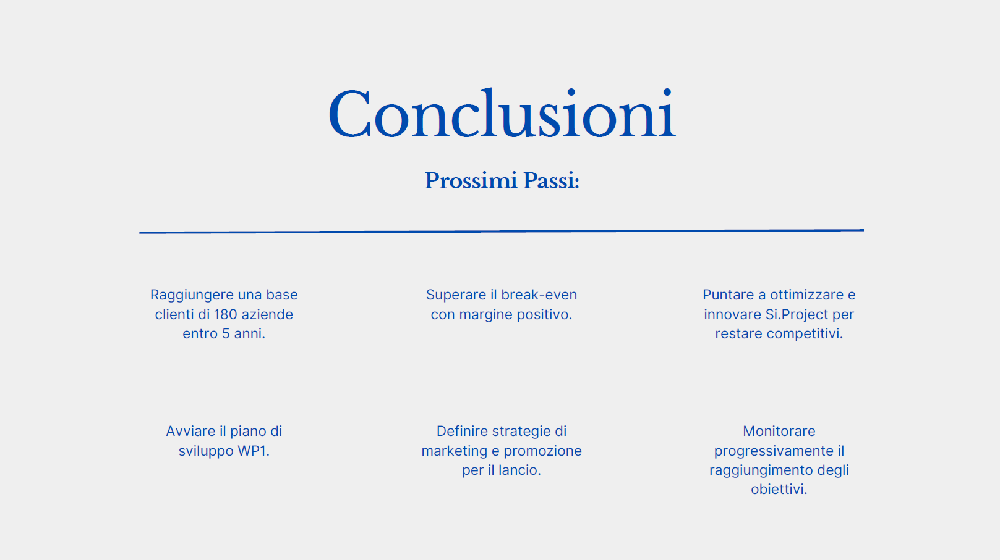 Conclusioni
Prossimi Passi:
Raggiungere una base
clienti di 180 aziende
entro 5 anni.
Superare il break-even
con margine positivo.
Puntare a ottimizzare e
innovare Si.Project per
restare competitivi.
Avviare il piano di
sviluppo WP1.
Definire strategie di
marketing e promozione
per il lancio.
Monitorare
progressivamente il
raggiungimento degli
obiettivi.